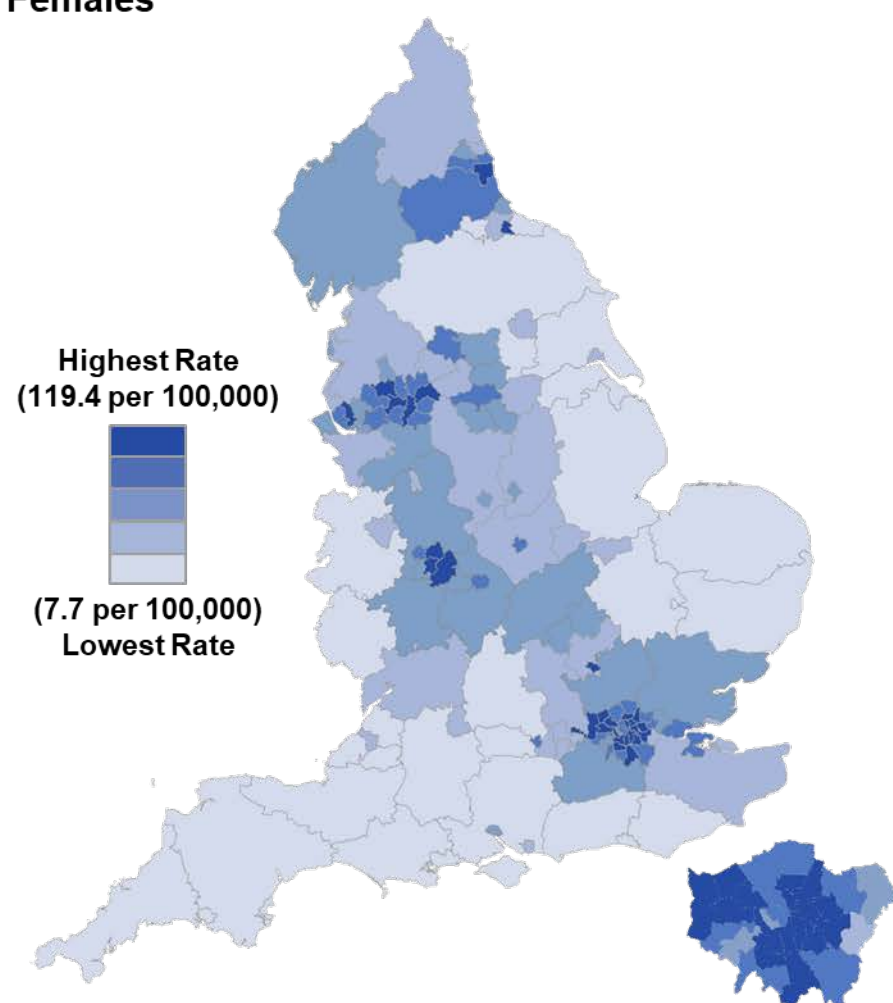 Females
Highest Rate
(119.4 per 100,000)
(7.7 per 100,000)
Lowest Rate